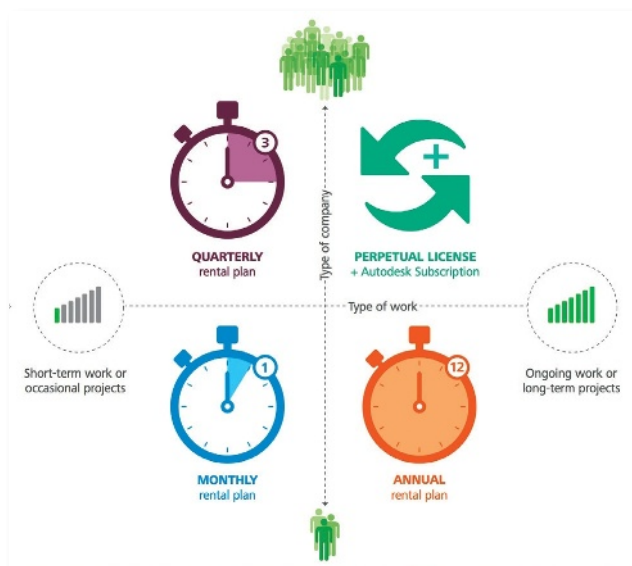 3
QUARTERLY
rental plan
Type of company
PERPETUAL LICENSE
+ Autodesk Subscription
Type of work
Short-term work or
occasional projects
Ongoing work or
long-term projects
1
MONTHLY
rental plan
12
ANNUAL
rental plan